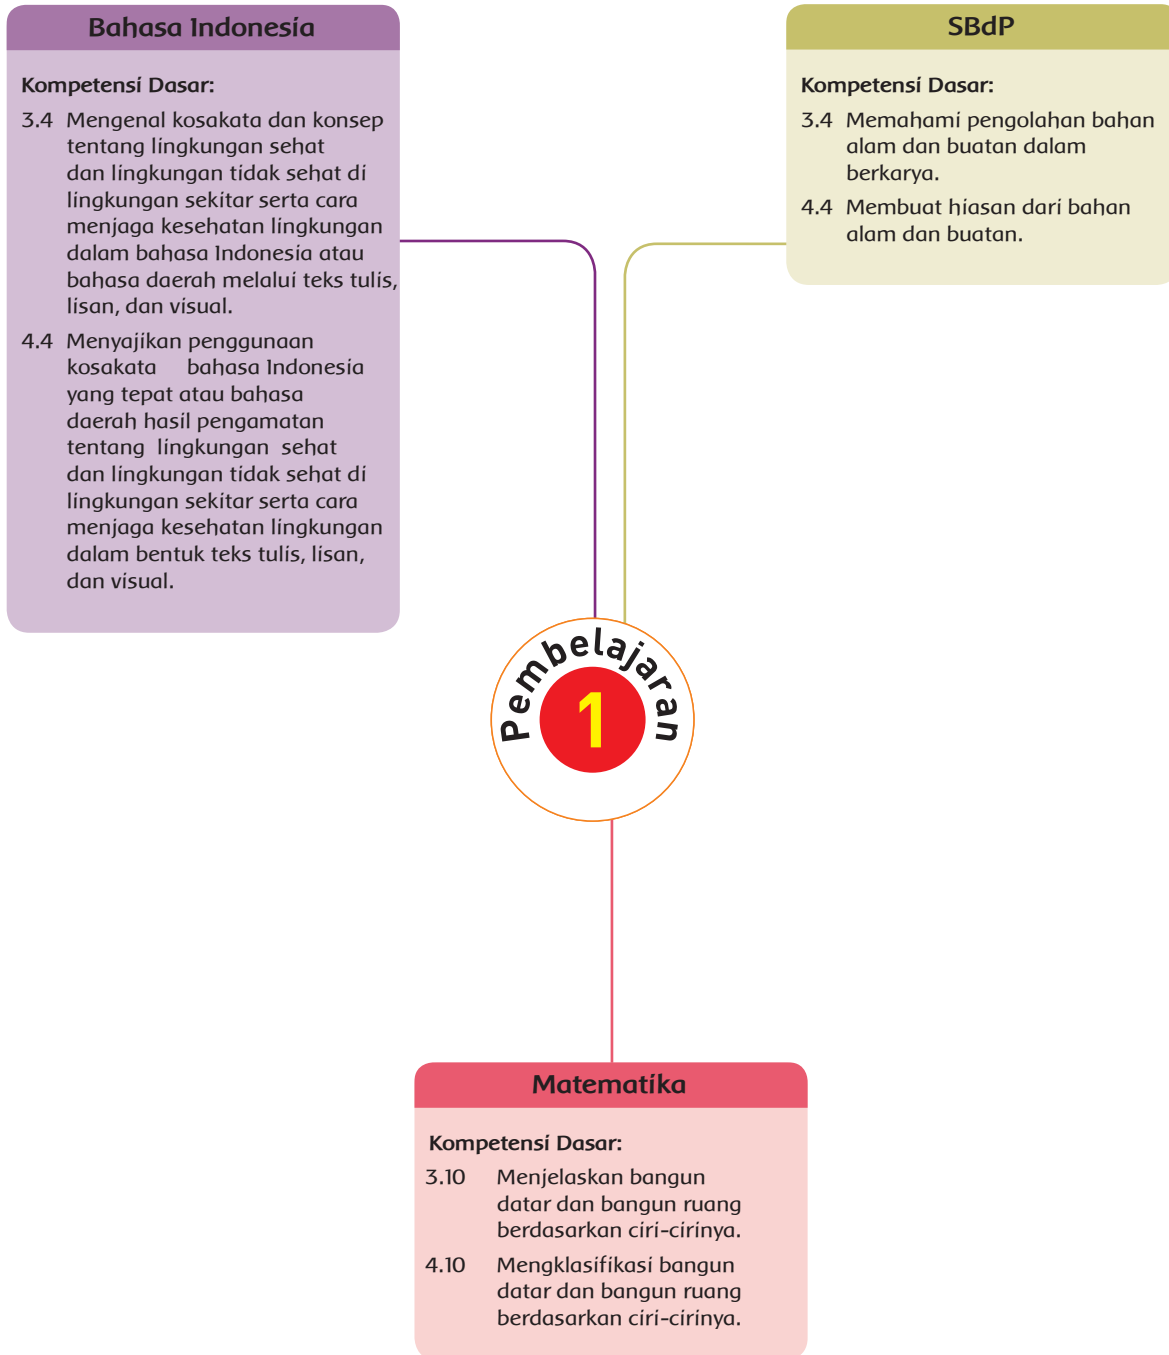 Bahasa Indonesia
Kompetensi Dasar:
3.4 Mengenal kosakata dan konsep
tentang lingkungan sehat
dan lingkungan tidak sehat di
lingkungan sekitar serta cara
menjaga kesehatan lingkungan
dalam bahasa Indonesia atau
bahasa daerah melalui teks tulis,
lisan, dan visual.
4.4 Menyajikan penggunaan
kosakata bahasa Indonesia
yang tepat atau bahasa
daerah hasil pengamatan
tentang lingkungan sehat
dan lingkungan tidak sehat di
lingkungan sekitar serta cara
menjaga kesehatan lingkungan
dalam bentuk teks tulis, lisan,
dan visual.
SBdP
Kompetensi Dasar:
3.4 Memahami pengolahan bahan
alam dan buatan dalam
berkarya.
4.4 Membuat hiasan dari bahan
alam dan buatan.
Pembelajaran
1
Matematika
Kompetensi Dasar:
3.10 Menjelaskan bangun
datar dan bangun ruang
berdasarkan ciri-cirinya.
4.10 Mengklasifikasi bangun
datar dan bangun ruang
berdasarkan ciri-cirinya.